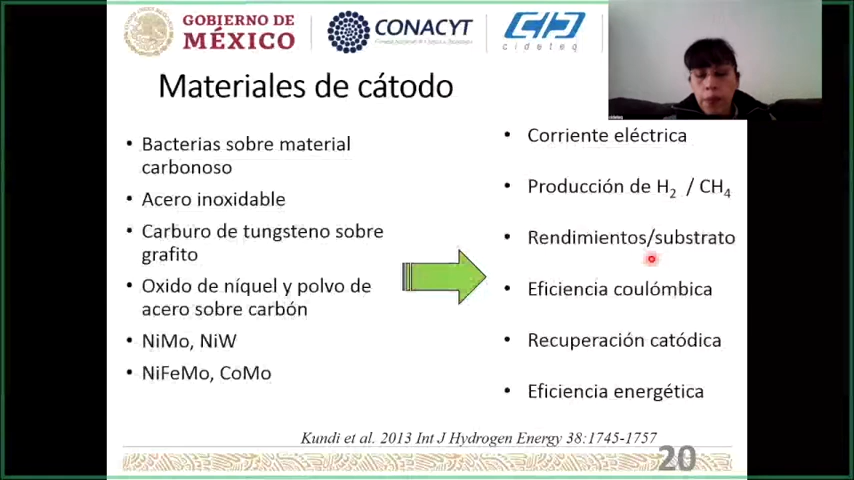 GOBIERNO DE
MÉXICO
CONACYT
cideteq
Materiales de cátodo
• Bacterias sobre material
carbonoso
• Acero inoxidable
• Carburo de tungsteno sobre
grafito
• Oxido de níquel y polvo de
acero sobre carbón
• NiMo, NiW
• NiFeMo, CoMo
• Corriente eléctrica
• Producción de H₂ / CH₄
• Rendimientos/substrato
• Eficiencia coulómbica
• Recuperación catódica
• Eficiencia energética
Kundi et al. 2013 Int J Hydrogen Energy 38:1745-1757
20